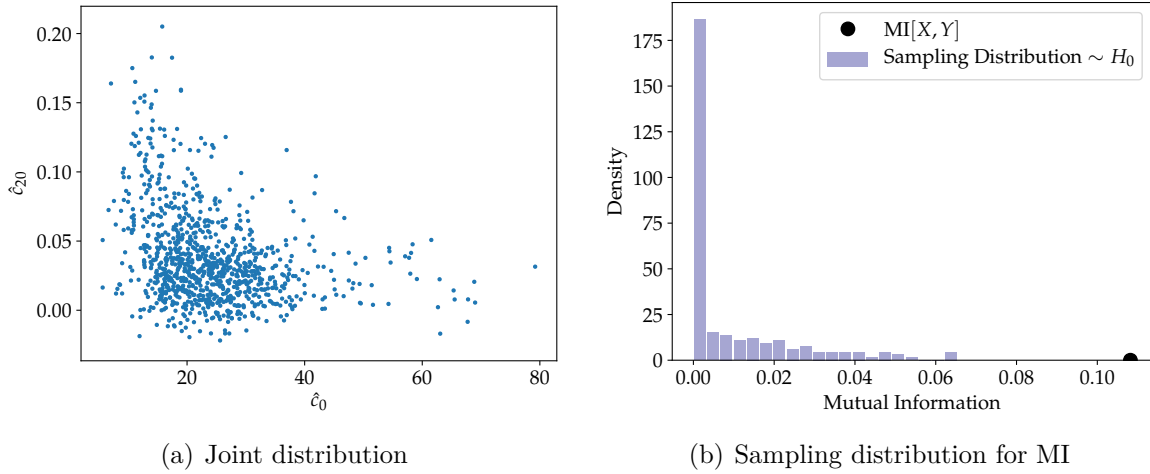 0.20
0.15
0.10
0.05
0.00
ĉ₂₀
20 40 60 80
ĉ₀
(a) Joint distribution
175
150
125
100
75
50
25
0
Density
MI[X, Y]
Sampling Distribution ∼ H₀
0.00 0.02 0.04 0.06 0.08 0.10
Mutual Information
(b) Sampling distribution for MI